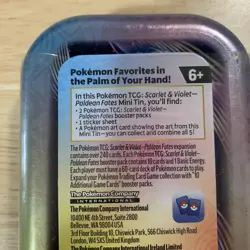 Pokémon Favorites in
the Palm of Your Hand!
6+
In this Pokémon TCG: Scarlet & Violet—
Paldean Fates Mini Tin, you'll find:
• 2 Pokémon TCG: Scarlet & Violet—
Paldean Fates booster packs
• 1 sticker sheet
• A Pokémon art card showing the art from this
Mini Tin—you can collect and combine all 5!
The Pokémon TCG: Scarlet & Violet—Paldean Fates expansion
contains over 240 cards. Each Pokémon TCG: Scarlet & Violet—
Paldean Fates booster pack contains 10 cards and 1 Basic Energy.
Each player must have a 60-card deck of Pokémon cards to play.
Expand your Pokémon Trading Card Game collection with "10
Additional Game Cards" booster packs.
The Pokémon Company
INTERNATIONAL
The Pokémon Company International
10400 NE 4th Street, Suite 2800
Bellevue, WA 98004 USA
3rd Floor Building 10, Chiswick Park, 566 Chiswick High Road
London, W4 5XS United Kingdom
The Pokémon Company International Ireland Limited